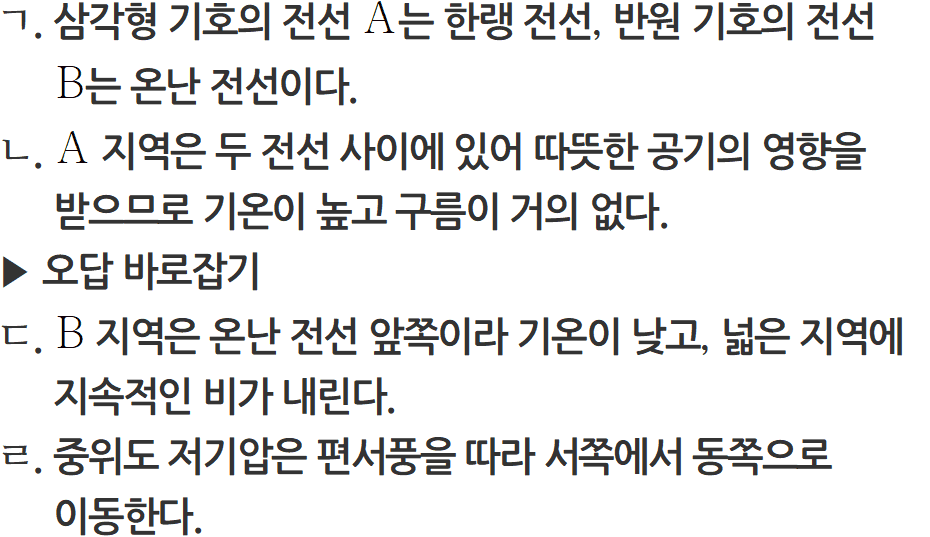 ㄱ. 삼각형 기호의 전선 A는 한랭 전선, 반원 기호의 전선
B는 온난 전선이다.
ㄴ. A 지역은 두 전선 사이에 있어 따뜻한 공기의 영향을
받으므로 기온이 높고 구름이 거의 없다.
▶ 오답 바로잡기
ㄷ. B 지역은 온난 전선 앞쪽이라 기온이 낮고, 넓은 지역에
지속적인 비가 내린다.
ㄹ. 중위도 저기압은 편서풍을 따라 서쪽에서 동쪽으로
이동한다.